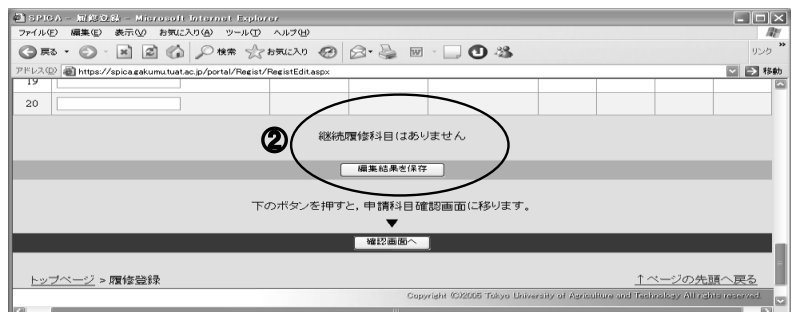 SPICA - 履修登録 - Microsoft Internet Explorer
ファイル(F) 編集(E) 表示(V) お気に入り(A) ツール(T) ヘルプ(H)
戻る 検索 お気に入り リンク
アドレス(D) https://spica.gakumu.tuat.ac.jp/portal/Regist/RegistEdit.aspx 移動
19
20
② 継続履修科目はありません
編集結果を保存
下のボタンを押すと，申請科目確認画面に移ります。
▼
確認画面へ
トップページ > 履修登録 ↑ページの先頭へ戻る
Copyright (C)2005 Tokyo University of Agriculture and Technology All rights reserved.